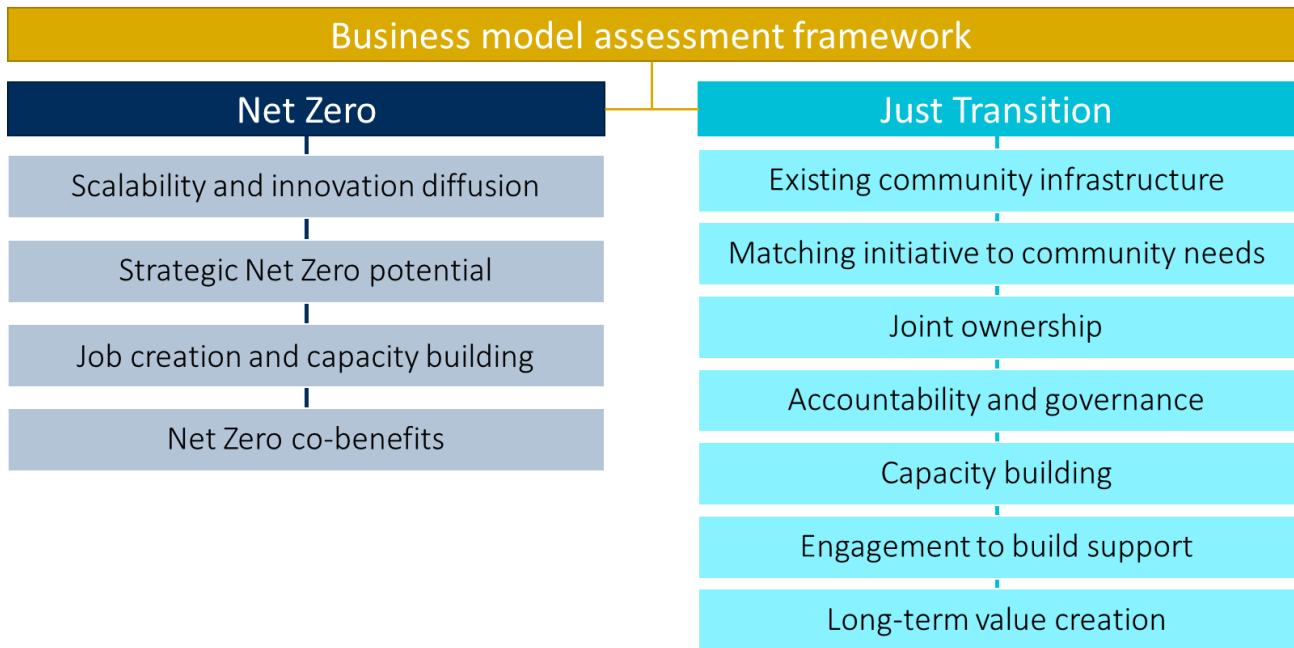 Business model assessment framework
Net Zero
Scalability and innovation diffusion
Strategic Net Zero potential
Job creation and capacity building
Net Zero co-benefits
Just Transition
Existing community infrastructure
Matching initiative to community needs
Joint ownership
Accountability and governance
Capacity building
Engagement to build support
Long-term value creation